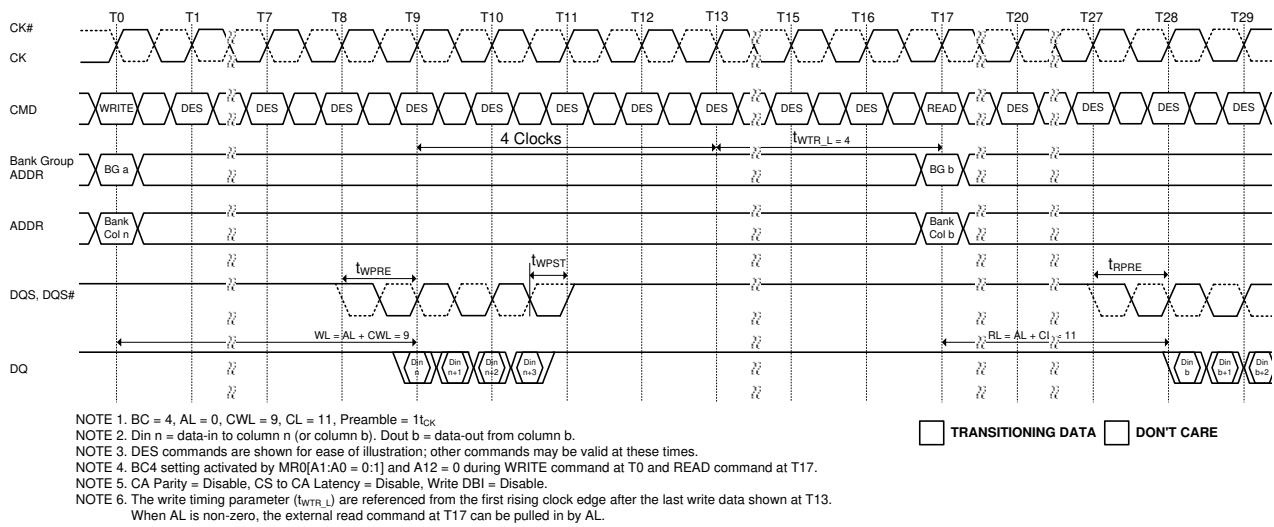 T0 T1 T7 T8 T9 T10 T11 T12 T13 T15 T16 T17 T20 T27 T28 T29
CK#
CK
CMD WRITE DES DES DES DES DES DES DES DES DES DES READ DES DES DES DES
4 Clocks tWTR_L = 4
Bank Group
ADDR BG a BG b
ADDR Bank Col n Bank Col b
tWPRE tWPST tRPRE
DQS, DQS#
WL = AL + CWL = 9 RL = AL + CL = 11
DQ Din n Din n+1 Din n+2 Din n+3 Din b Din b+1 Din b+2
NOTE 1. BC = 4, AL = 0, CWL = 9, CL = 11, Preamble = 1tCK
NOTE 2. Din n = data-in to column n (or column b). Dout b = data-out from column b.
NOTE 3. DES commands are shown for ease of illustration; other commands may be valid at these times.
NOTE 4. BC4 setting activated by MR0[A1:A0 = 0:1] and A12 = 0 during WRITE command at T0 and READ command at T17.
NOTE 5. CA Parity = Disable, CS to CA Latency = Disable, Write DBI = Disable.
NOTE 6. The write timing parameter (tWTR_L) are referenced from the first rising clock edge after the last write data shown at T13.
When AL is non-zero, the external read command at T17 can be pulled in by AL.
TRANSITIONING DATA DON'T CARE